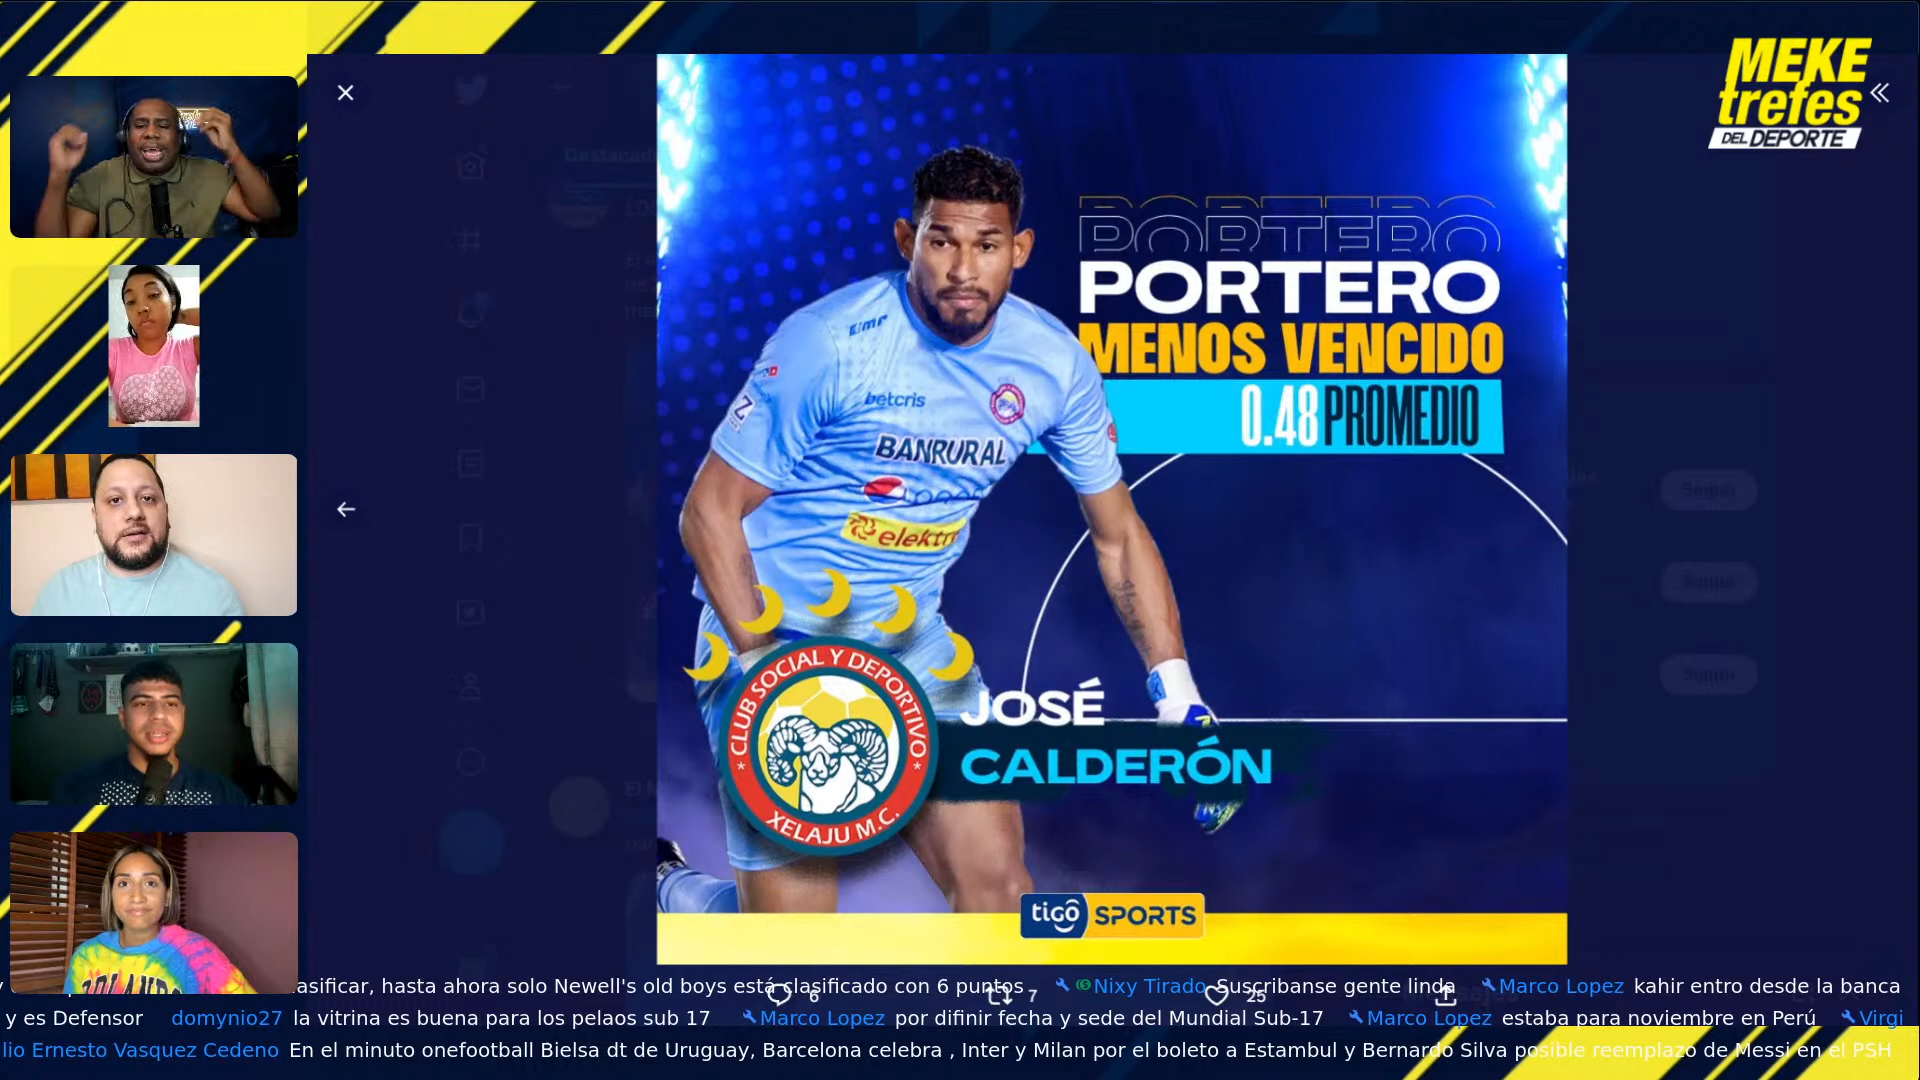 MEKE
trefes
DEL DEPORTE
PORTERO
PORTERO
PORTERO
MENOS VENCIDO
0.48 PROMEDIO
EMF
betcris
BANRURAL
elektr
CLUB SOCIAL Y DEPORTIVO
XELAJU M.C.
JOSÉ
CALDERÓN
tigo SPORTS
6
7
25
asificar, hasta ahora solo Newell's old boys está clasificado con 6 puntos Nixy Tirado Suscribanse gente linda Marco Lopez kahir entro desde la banca
y es Defensor domynio27 la vitrina es buena para los pelaos sub 17 Marco Lopez por difinir fecha y sede del Mundial Sub-17 Marco Lopez estaba para noviembre en Perú Virgi
lio Ernesto Vasquez Cedeno En el minuto onefootball Bielsa dt de Uruguay, Barcelona celebra , Inter y Milan por el boleto a Estambul y Bernardo Silva posible reemplazo de Messi en el PSH